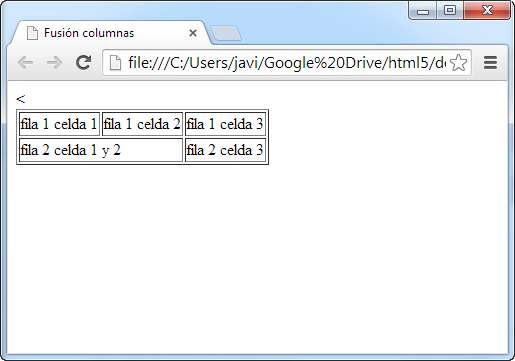 Fusión columnas
file:///C:/Users/javi/Google%20Drive/html5/de
<
fila 1 celda 1 fila 1 celda 2 fila 1 celda 3
fila 2 celda 1 y 2 fila 2 celda 3